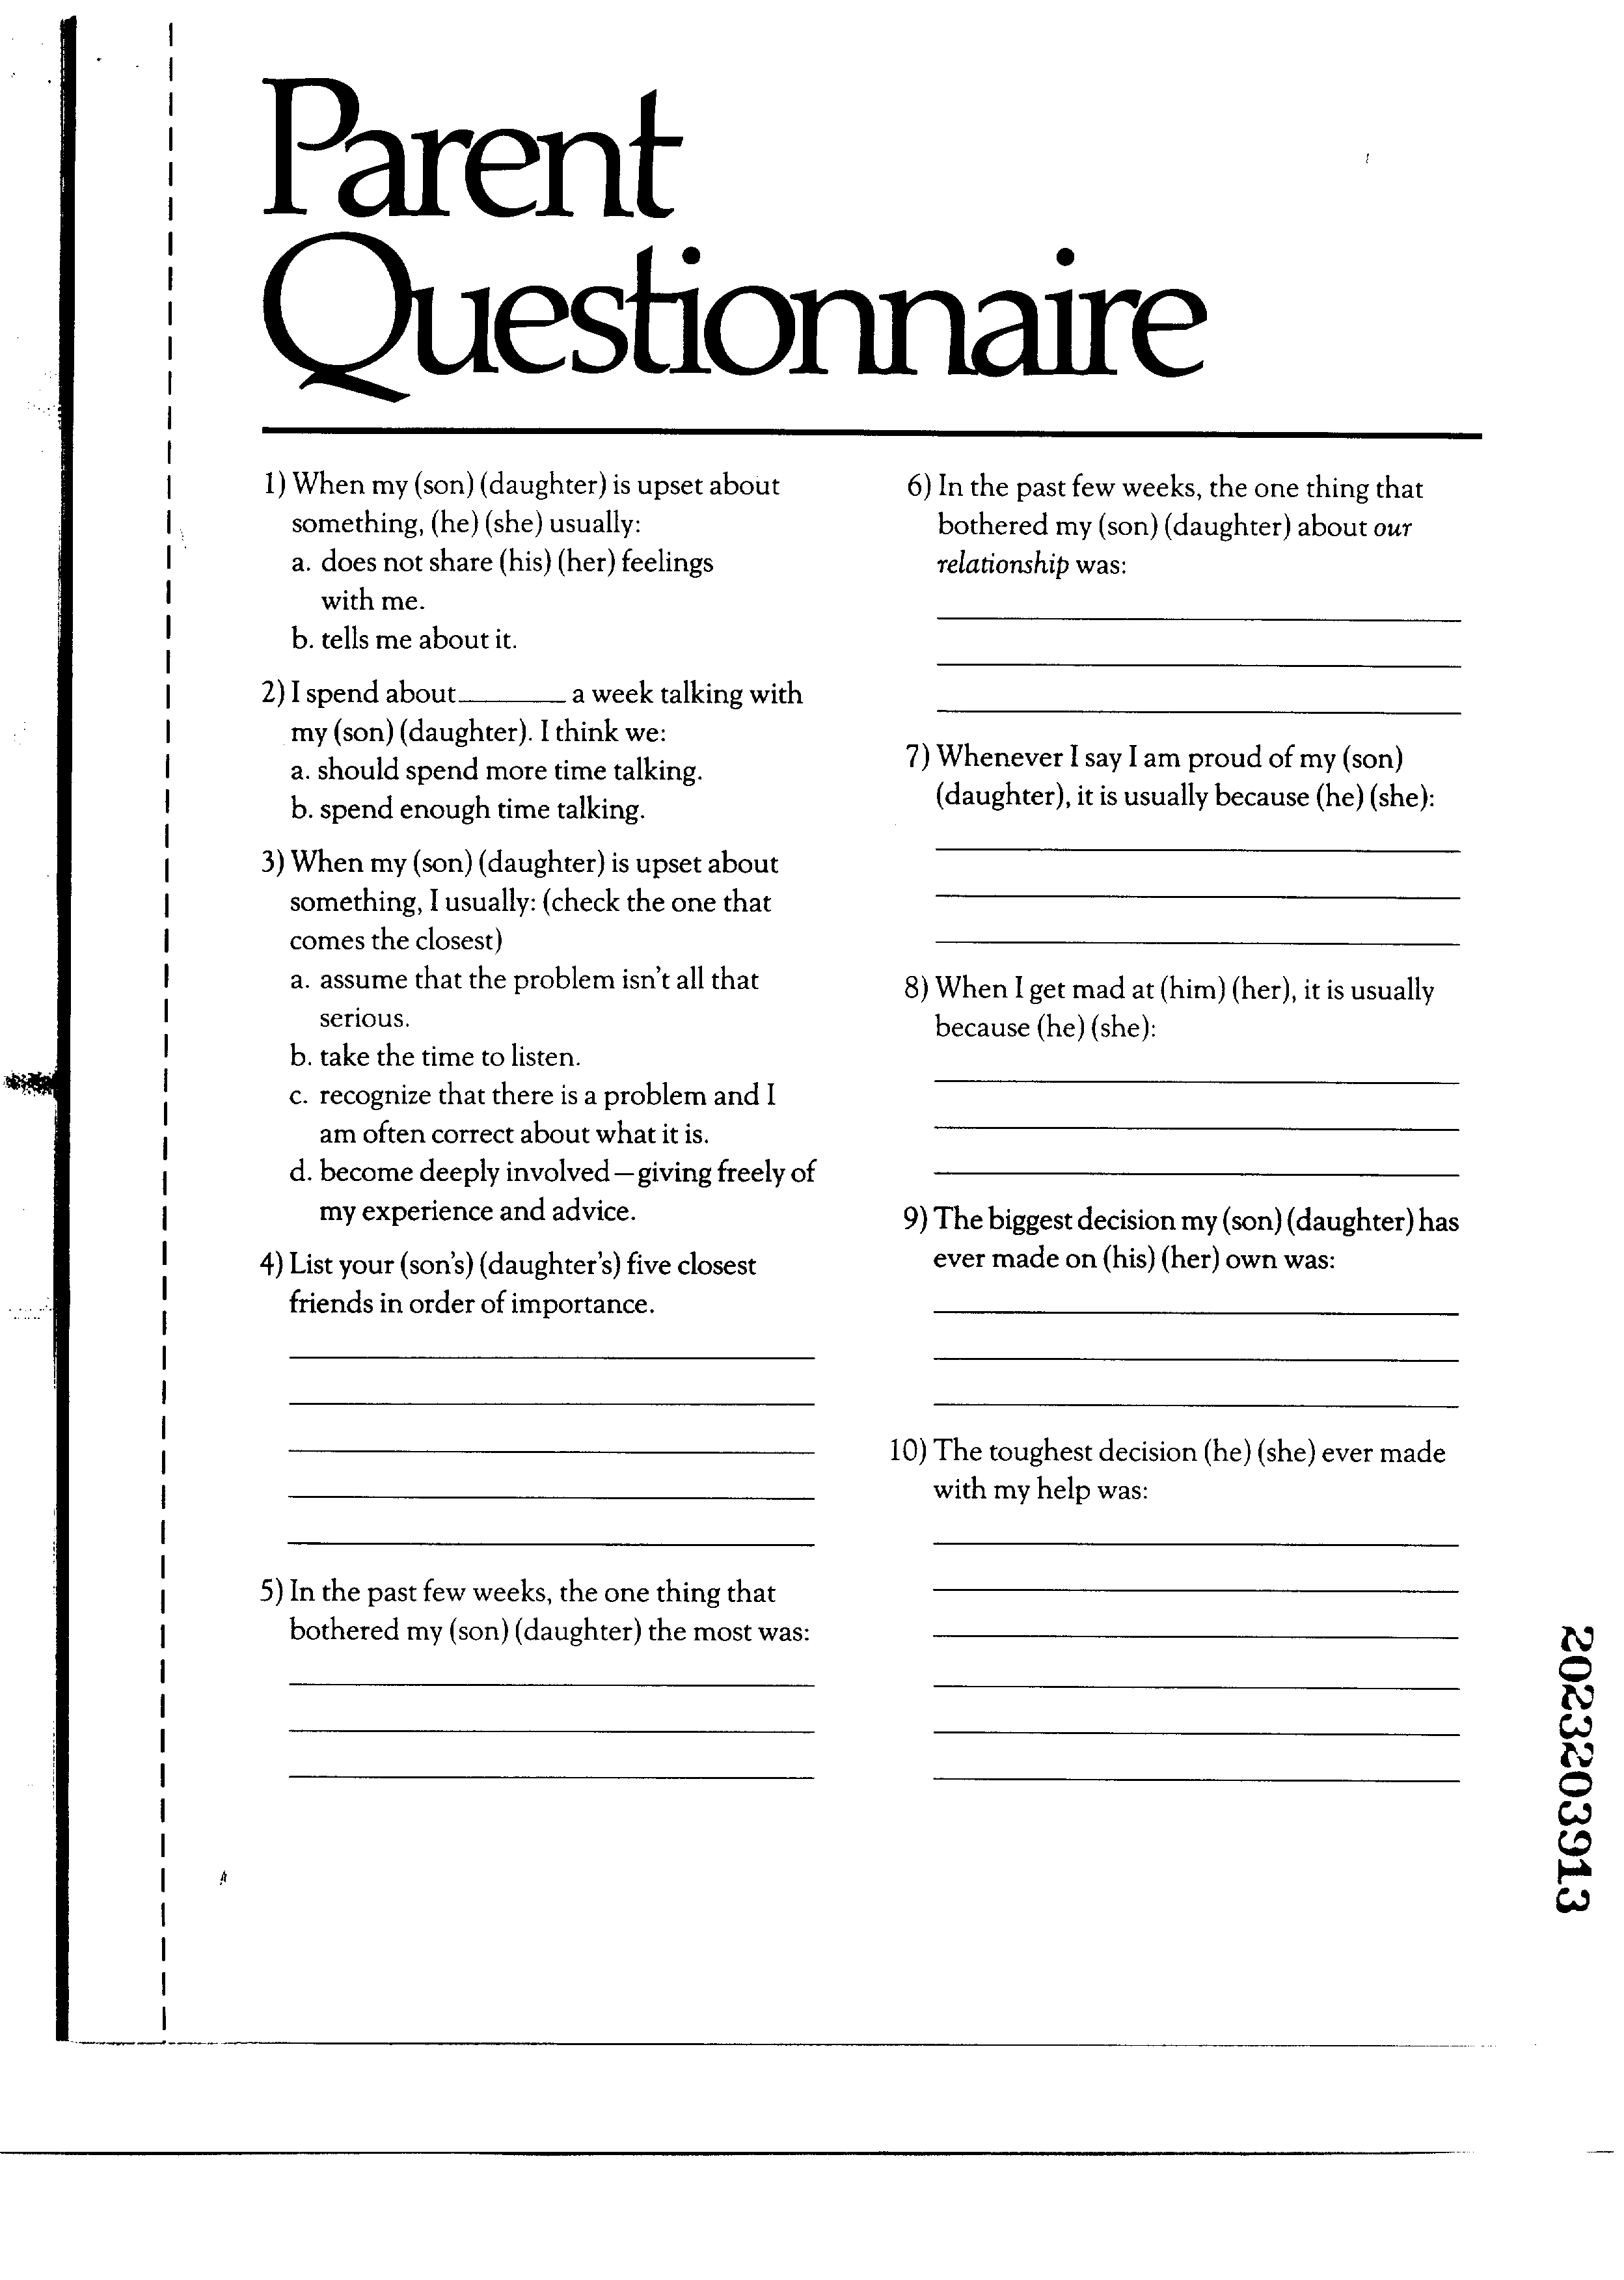 Parent
Questionnaire
1) When my (son) (daughter) is upset about
something, (he) (she) usually:
a. does not share (his) (her) feelings
with me.
b. tells me about it.
2) I spend about________ a week talking with
my (son) (daughter). I think we:
a. should spend more time talking.
b. spend enough time talking.
3) When my (son) (daughter) is upset about
something, I usually: (check the one that
comes the closest)
a. assume that the problem isn't all that
serious.
b. take the time to listen.
c. recognize that there is a problem and I
am often correct about what it is.
d. become deeply involved—giving freely of
my experience and advice.
4) List your (son's) (daughter's) five closest
friends in order of importance.
5) In the past few weeks, the one thing that
bothered my (son) (daughter) the most was:
6) In the past few weeks, the one thing that
bothered my (son) (daughter) about our
relationship was:
7) Whenever I say I am proud of my (son)
(daughter), it is usually because (he) (she):
8) When I get mad at (him) (her), it is usually
because (he) (she):
9) The biggest decision my (son) (daughter) has
ever made on (his) (her) own was:
10) The toughest decision (he) (she) ever made
with my help was:
2023203913